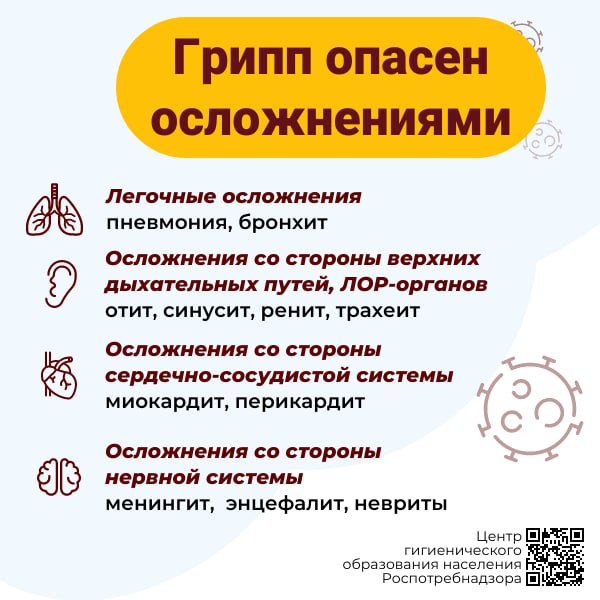 Грипп опасен
осложнениями
Легочные осложнения
пневмония, бронхит
Осложнения со стороны верхних
дыхательных путей, ЛОР-органов
отит, синусит, ренит, трахеит
Осложнения со стороны
сердечно-сосудистой системы
миокардит, перикардит
Осложнения со стороны
нервной системы
менингит,  энцефалит, невриты
Центр
гигиенического
образования населения
Роспотребнадзора